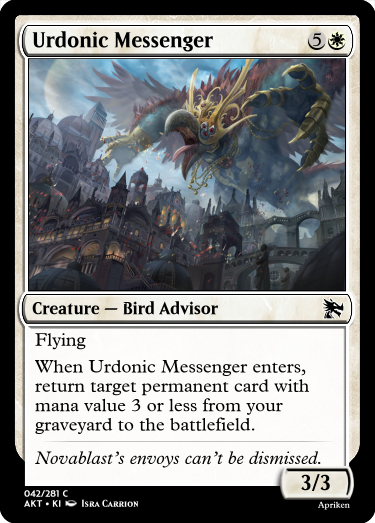 Urdonic Messenger 5
Creature — Bird Advisor
Flying
When Urdonic Messenger enters,
return target permanent card with
mana value 3 or less from your
graveyard to the battlefield.
Novablast's envoys can't be dismissed.
3/3
042/281 C
AKT • KI Isra Carrion
Apriken